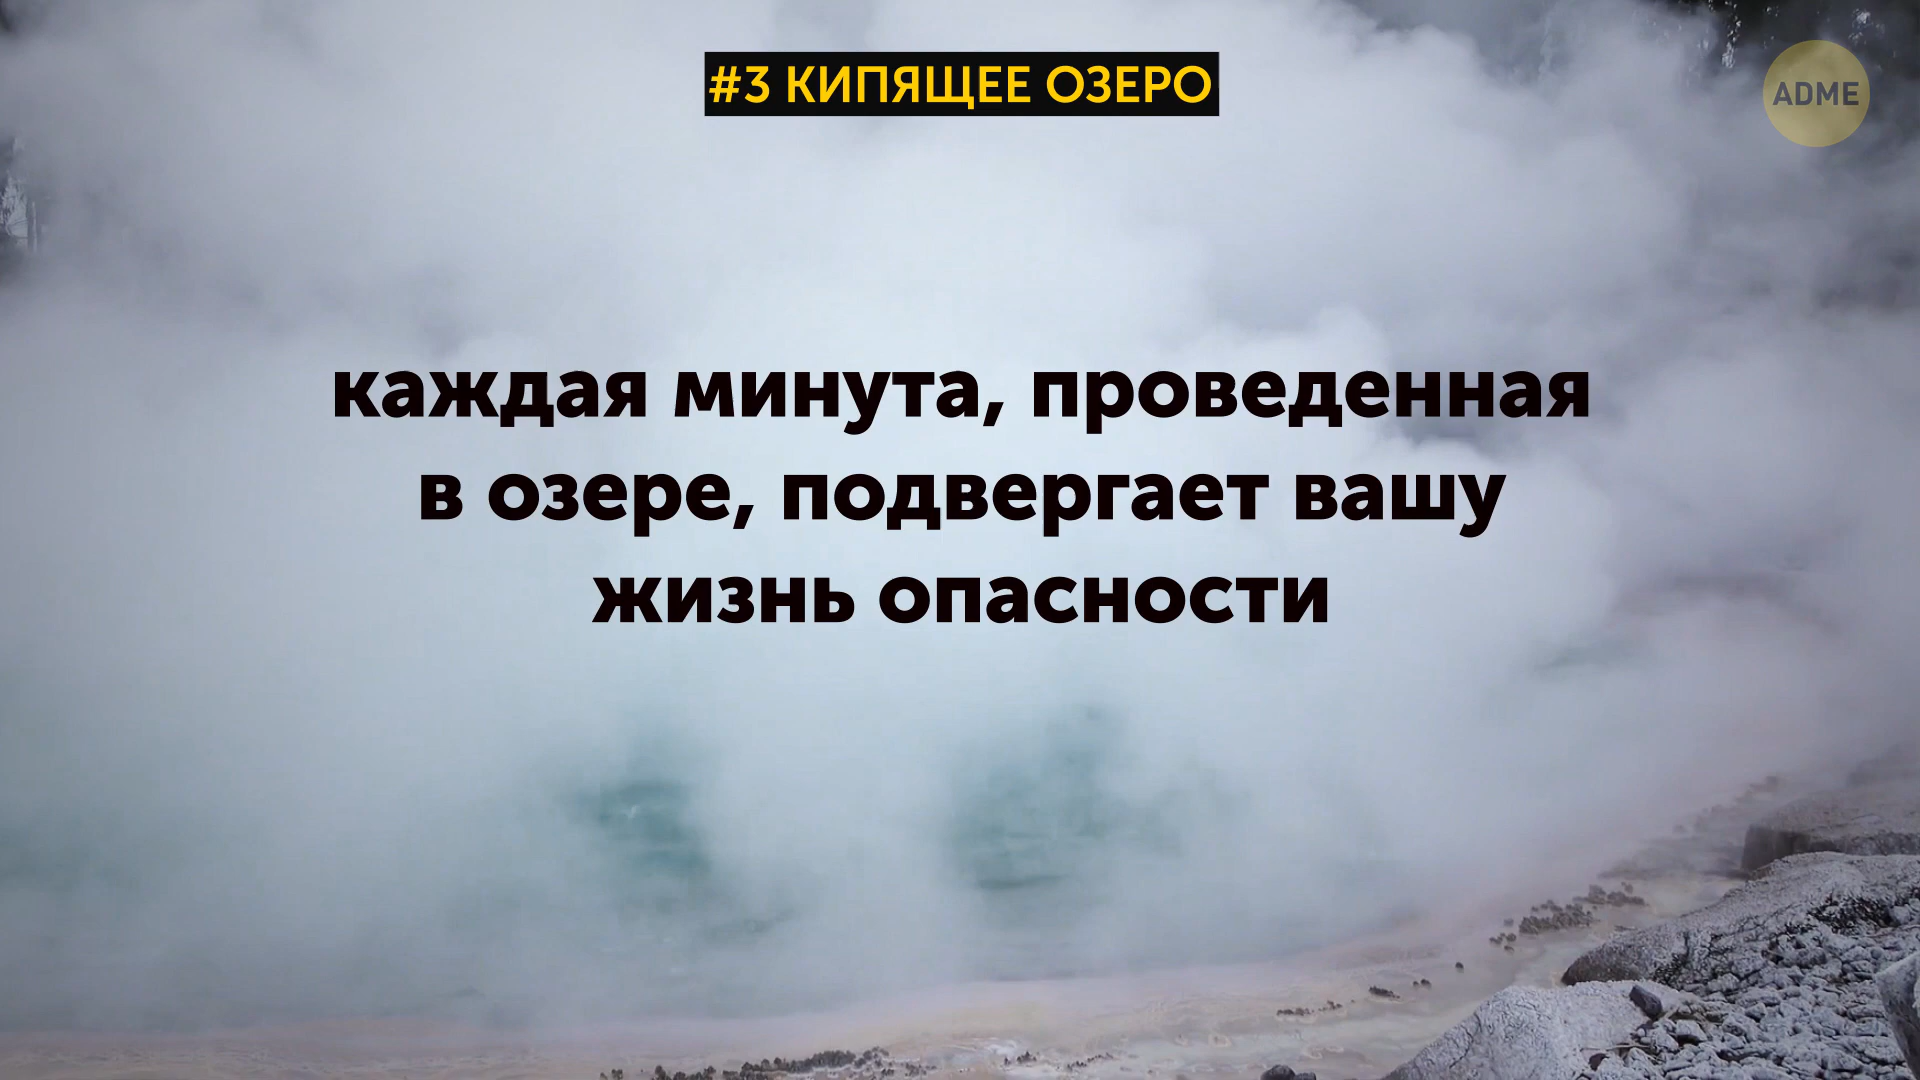 #3 КИПЯЩЕЕ ОЗЕРО
ADME
каждая минута, проведенная
в озере, подвергает вашу
жизнь опасности